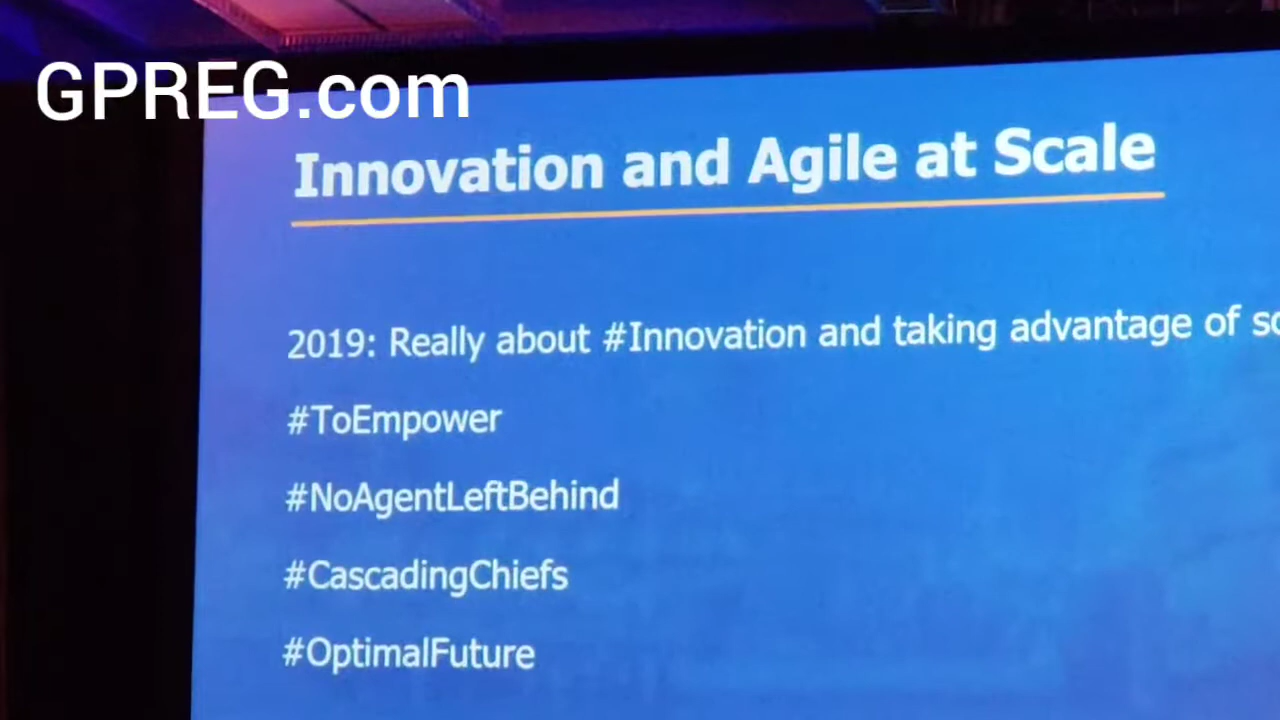 GPREG.com
Innovation and Agile at Scale
2019: Really about #Innovation and taking advantage of
#ToEmpower
#NoAgentLeftBehind
#CascadingChiefs
#OptimalFuture